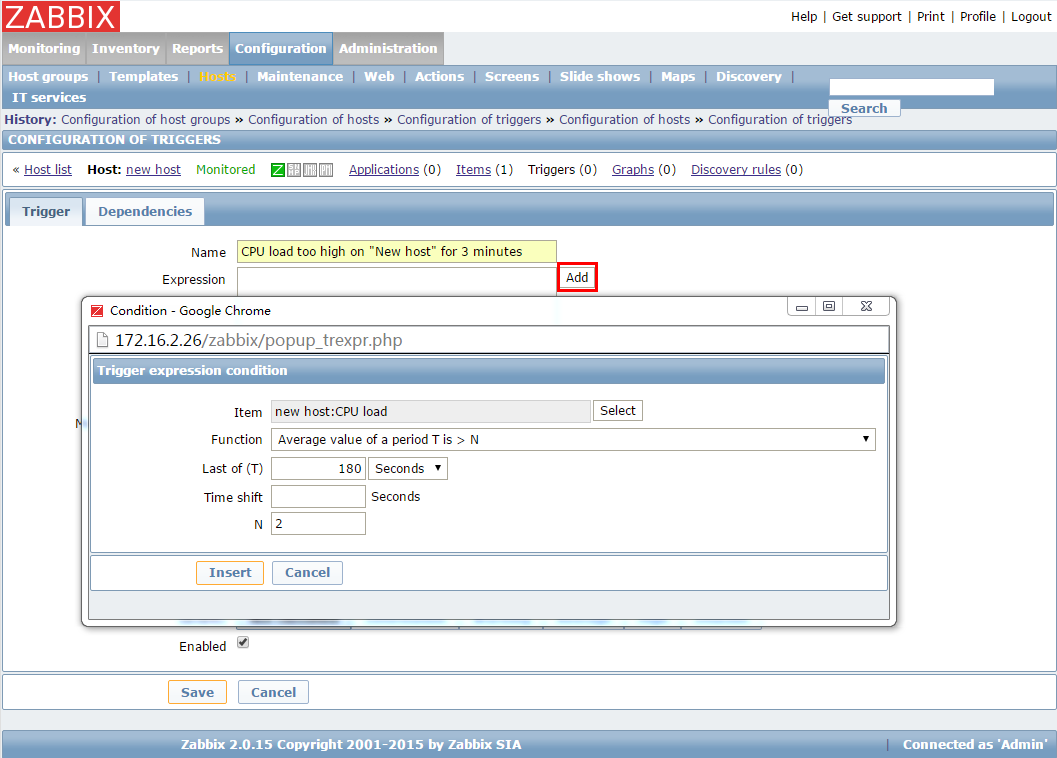 ZABBIX
Help | Get support | Print | Profile | Logout
Monitoring Inventory Reports Configuration Administration
Host groups | Templates | Hosts | Maintenance | Web | Actions | Screens | Slide shows | Maps | Discovery |
IT services
Search
History: Configuration of host groups » Configuration of hosts » Configuration of triggers » Configuration of hosts » Configuration of triggers
CONFIGURATION OF TRIGGERS
« Host list Host: new host Monitored Z Applications (0) Items (1) Triggers (0) Graphs (0) Discovery rules (0)
Trigger Dependencies
Name CPU load too high on "New host" for 3 minutes
Expression Add
Z Condition - Google Chrome
172.16.2.26/zabbix/popup_trexpr.php
Trigger expression condition
Item new host:CPU load Select
Function Average value of a period T is > N
Last of (T) 180 Seconds
Time shift Seconds
N 2
Insert Cancel
Enabled
Save Cancel
Zabbix 2.0.15 Copyright 2001-2015 by Zabbix SIA | Connected as 'Admin'